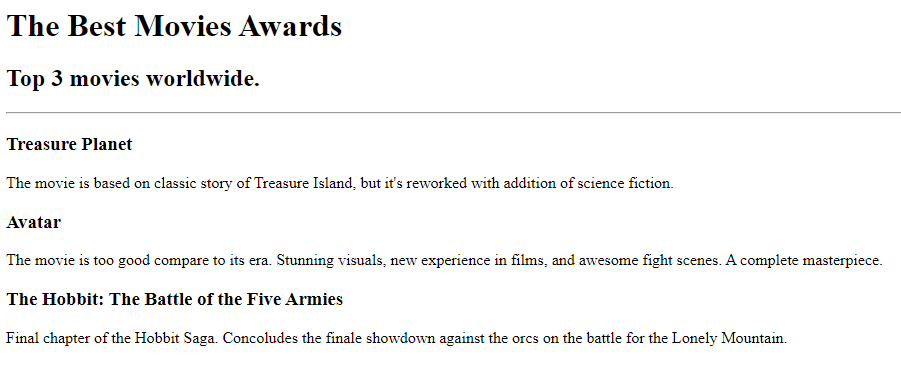 The Best Movies Awards
Top 3 movies worldwide.
Treasure Planet
The movie is based on classic story of Treasure Island, but it's reworked with addition of science fiction.
Avatar
The movie is too good compare to its era. Stunning visuals, new experience in films, and awesome fight scenes. A complete masterpiece.
The Hobbit: The Battle of the Five Armies
Final chapter of the Hobbit Saga. Concoludes the finale showdown against the orcs on the battle for the Lonely Mountain.